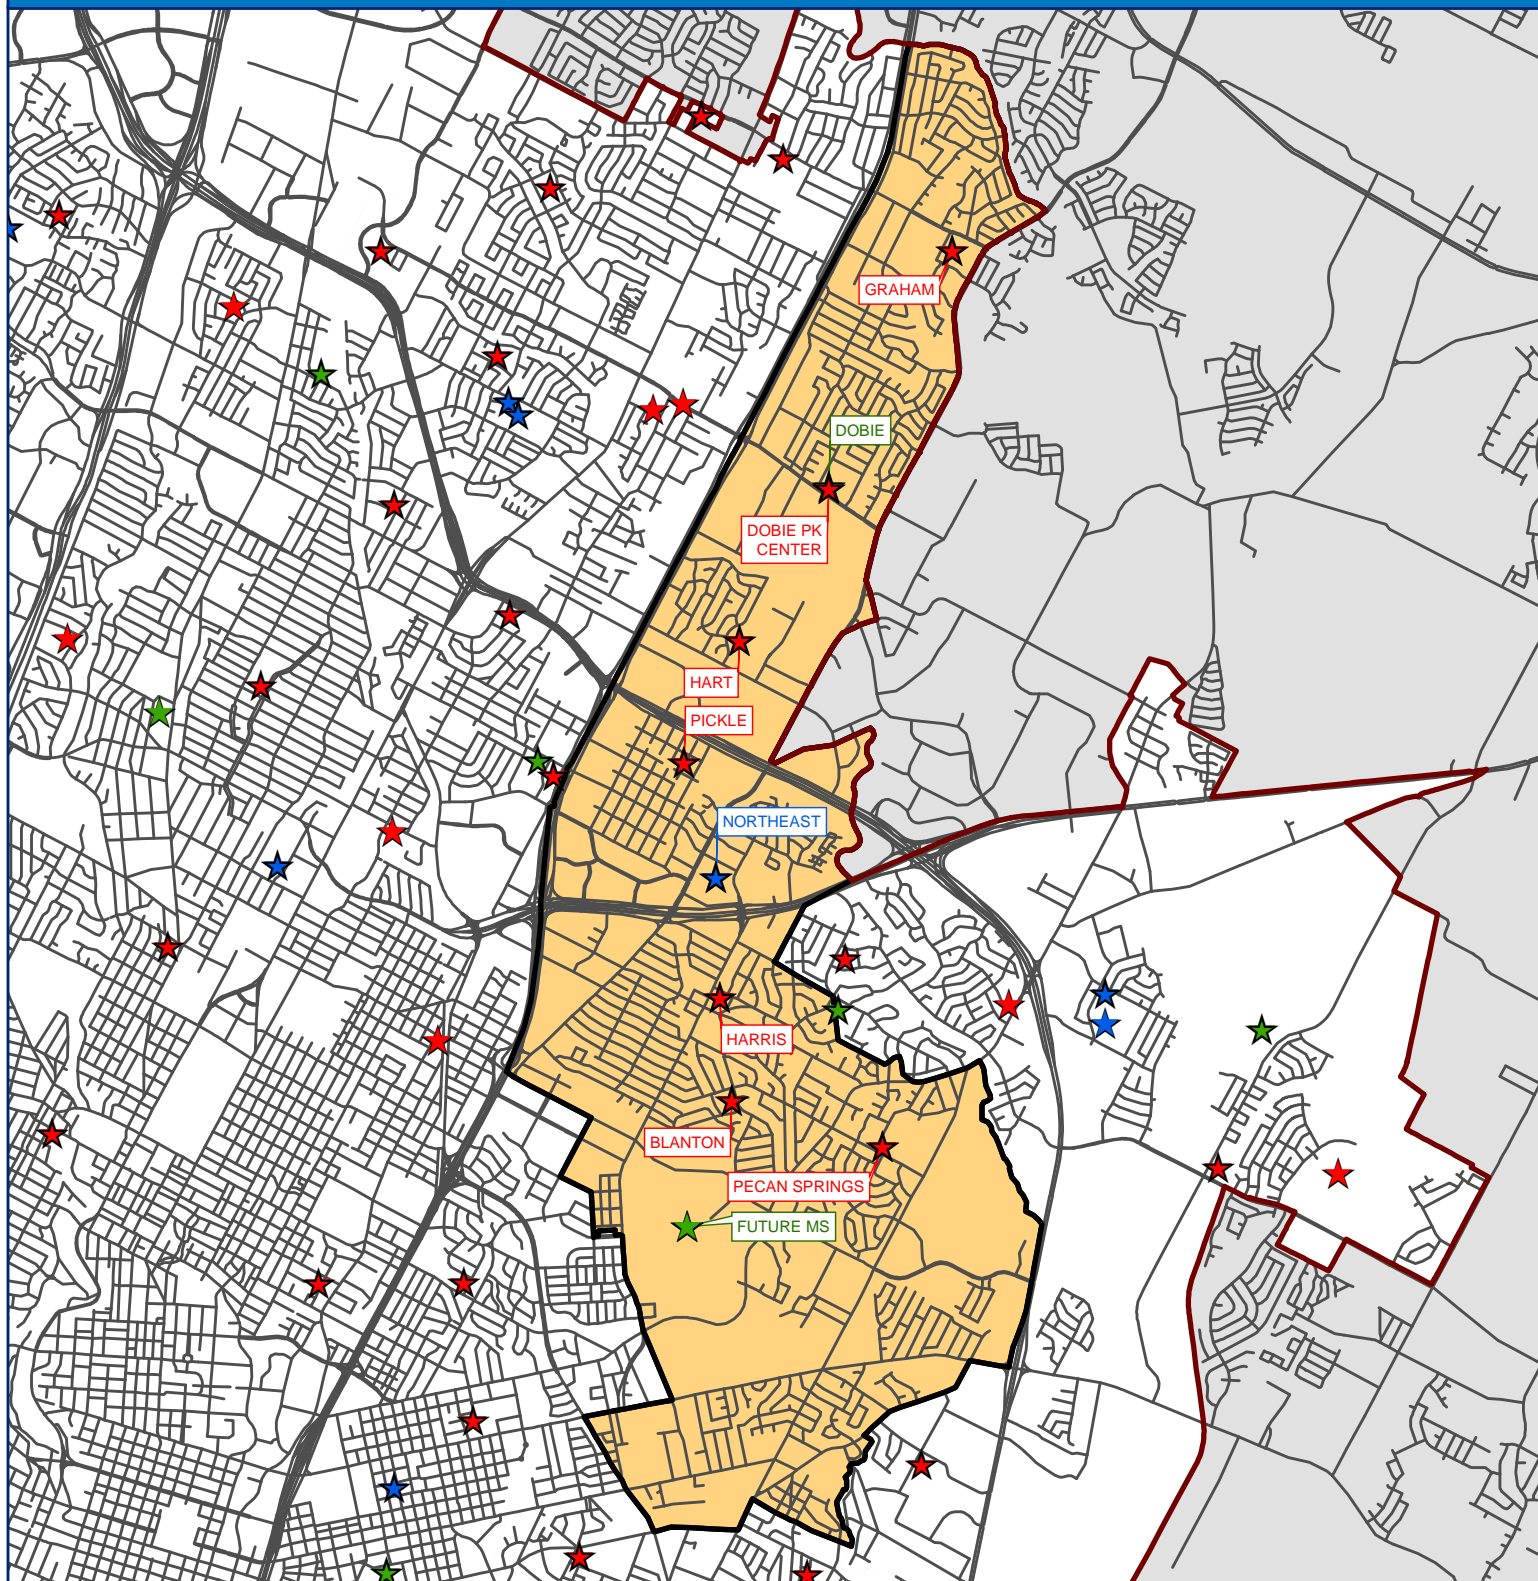 GRAHAM
DOBIE
DOBIE PK
CENTER
HART
PICKLE
NORTHEAST
HARRIS
BLANTON
PECAN SPRINGS
FUTURE MS